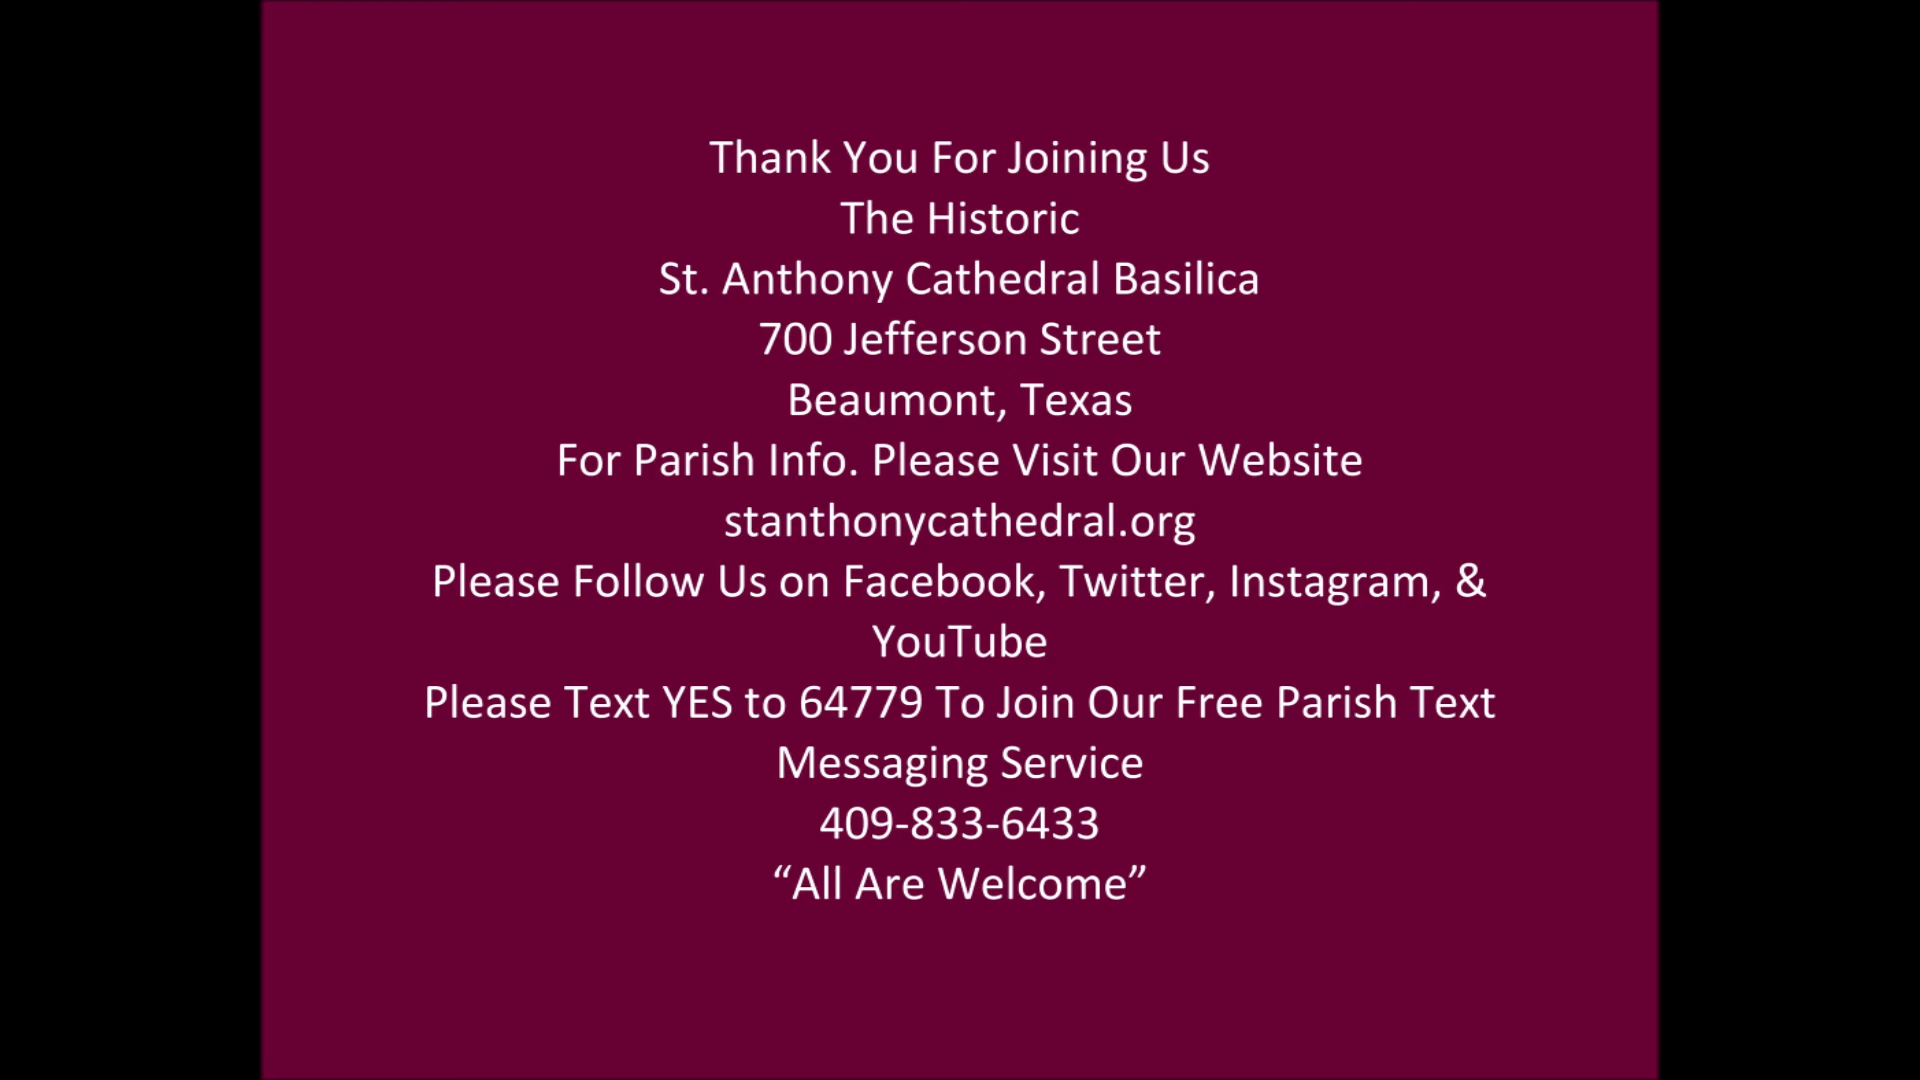 Thank You For Joining Us
The Historic
St. Anthony Cathedral Basilica
700 Jefferson Street
Beaumont, Texas
For Parish Info. Please Visit Our Website
stanthonycathedral.org
Please Follow Us on Facebook, Twitter, Instagram, &
YouTube
Please Text YES to 64779 To Join Our Free Parish Text
Messaging Service
409-833-6433
“All Are Welcome”